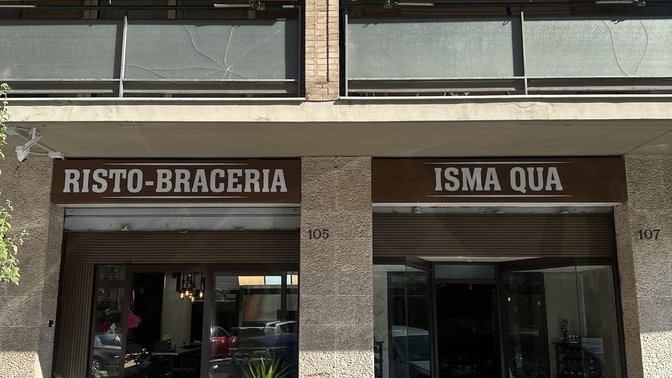 RISTO-BRACERIA
ISMA QUA
105
107